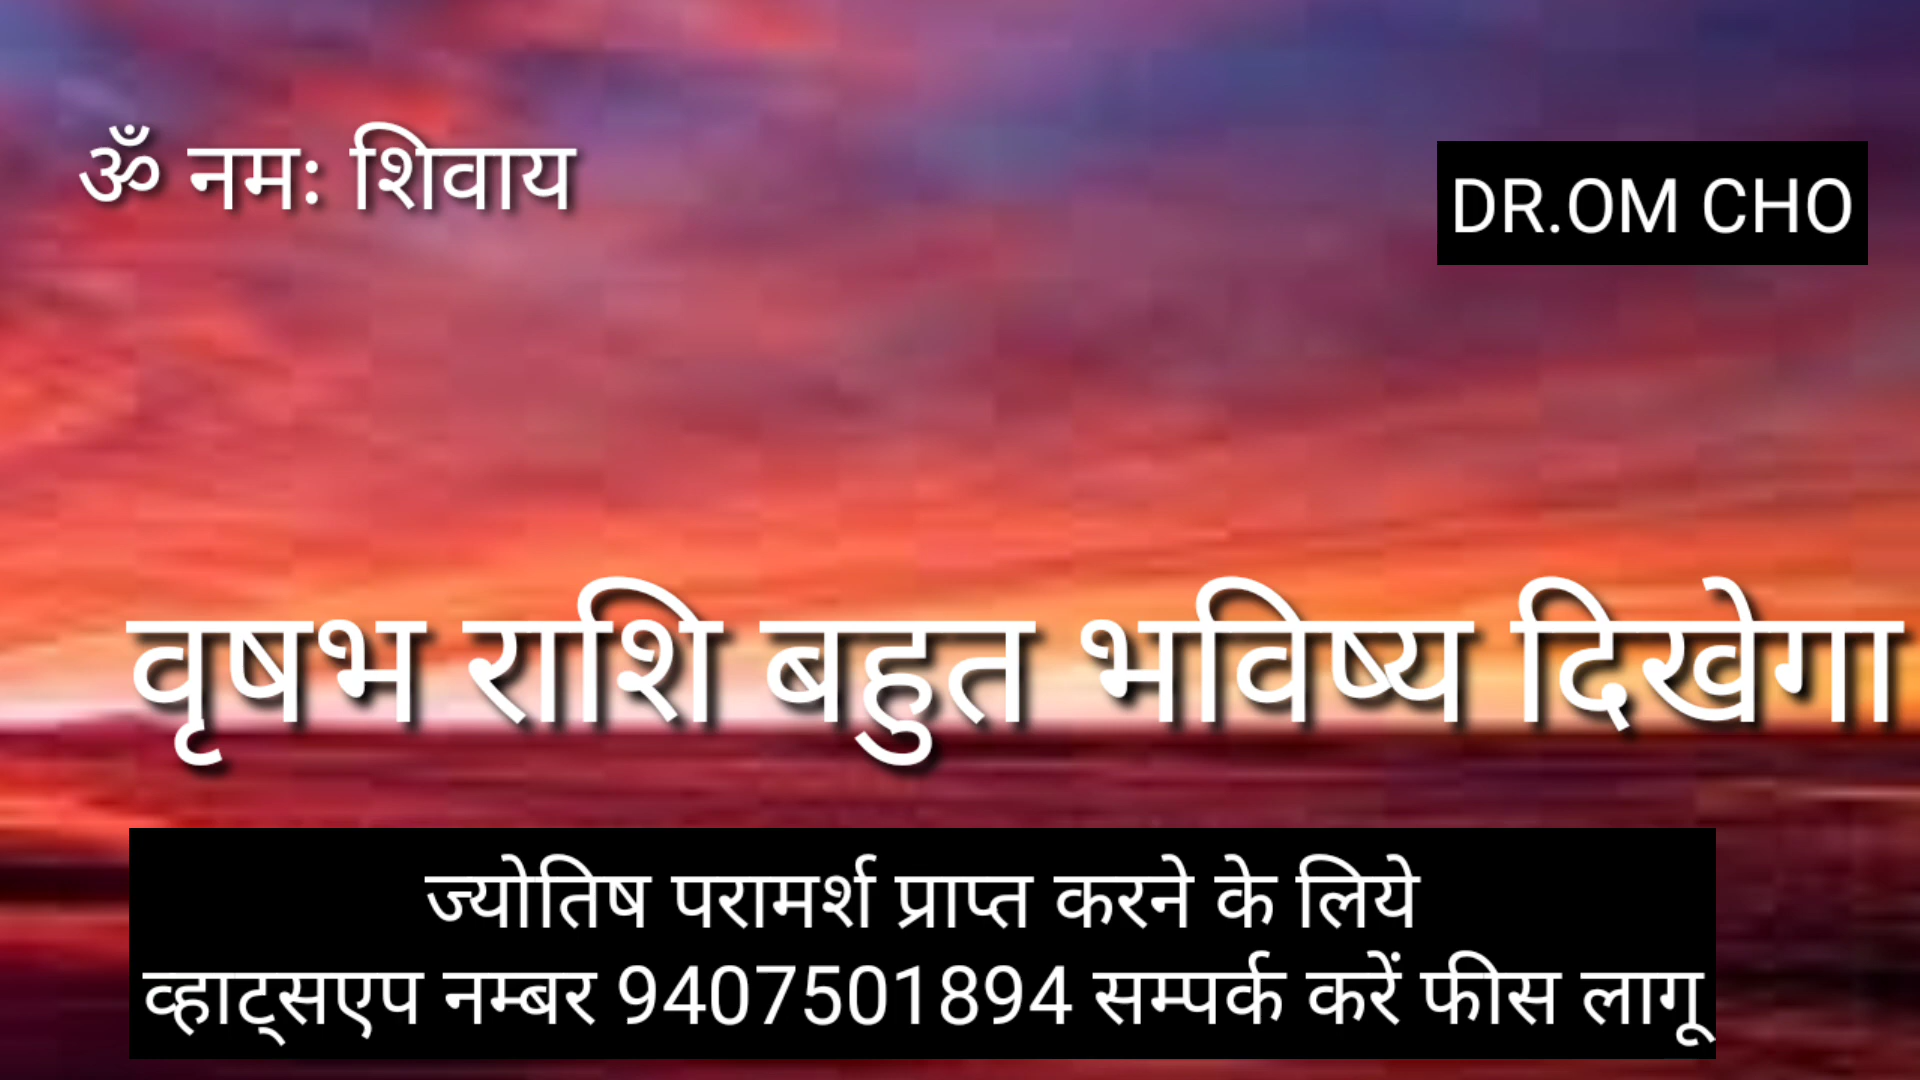 ॐ नमः शिवाय
DR.OM CHO
वृषभ राशि बहुत भविष्य दिखेगा
ज्योतिष परामर्श प्राप्त करने के लिये
व्हाट्सएप नम्बर 9407501894 सम्पर्क करें फीस लागू